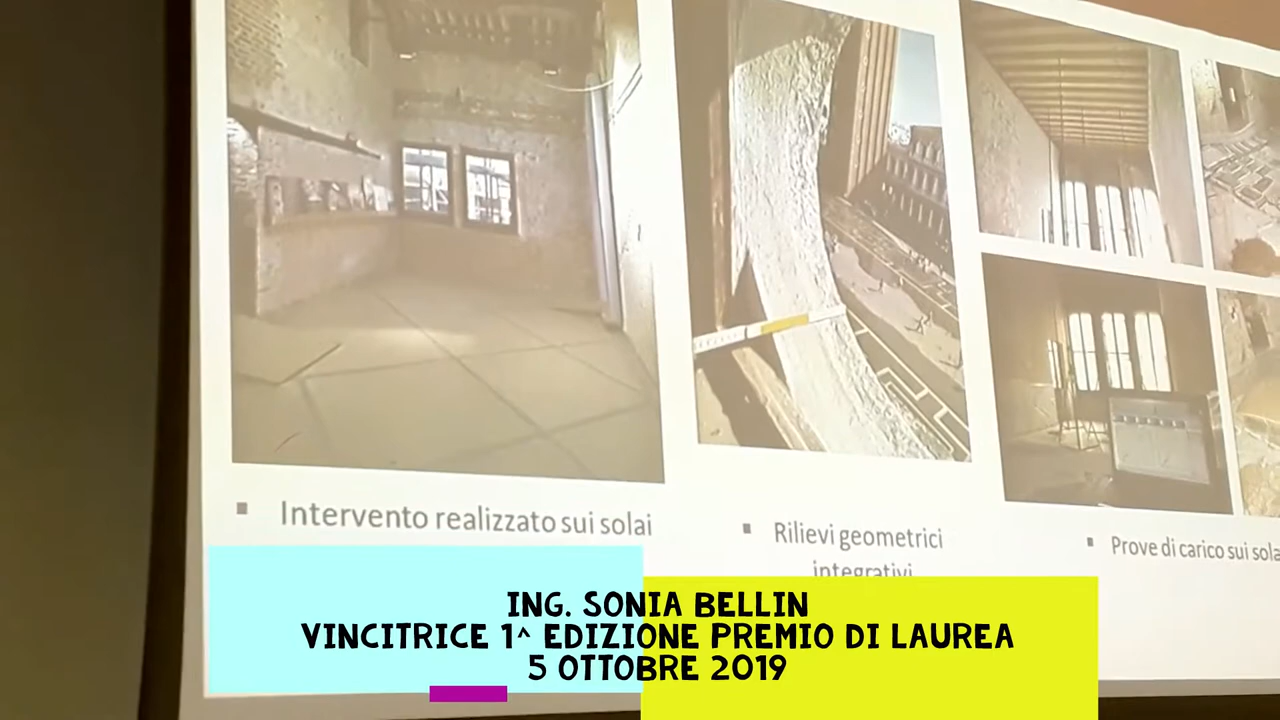 ▪ Intervento realizzato sui solai
▪ Rilievi geometrici
integrativi
▪ Prove di carico sui sola
ING. SONIA BELLIN
VINCITRICE 1^ EDIZIONE PREMIO DI LAUREA
5 OTTOBRE 2019